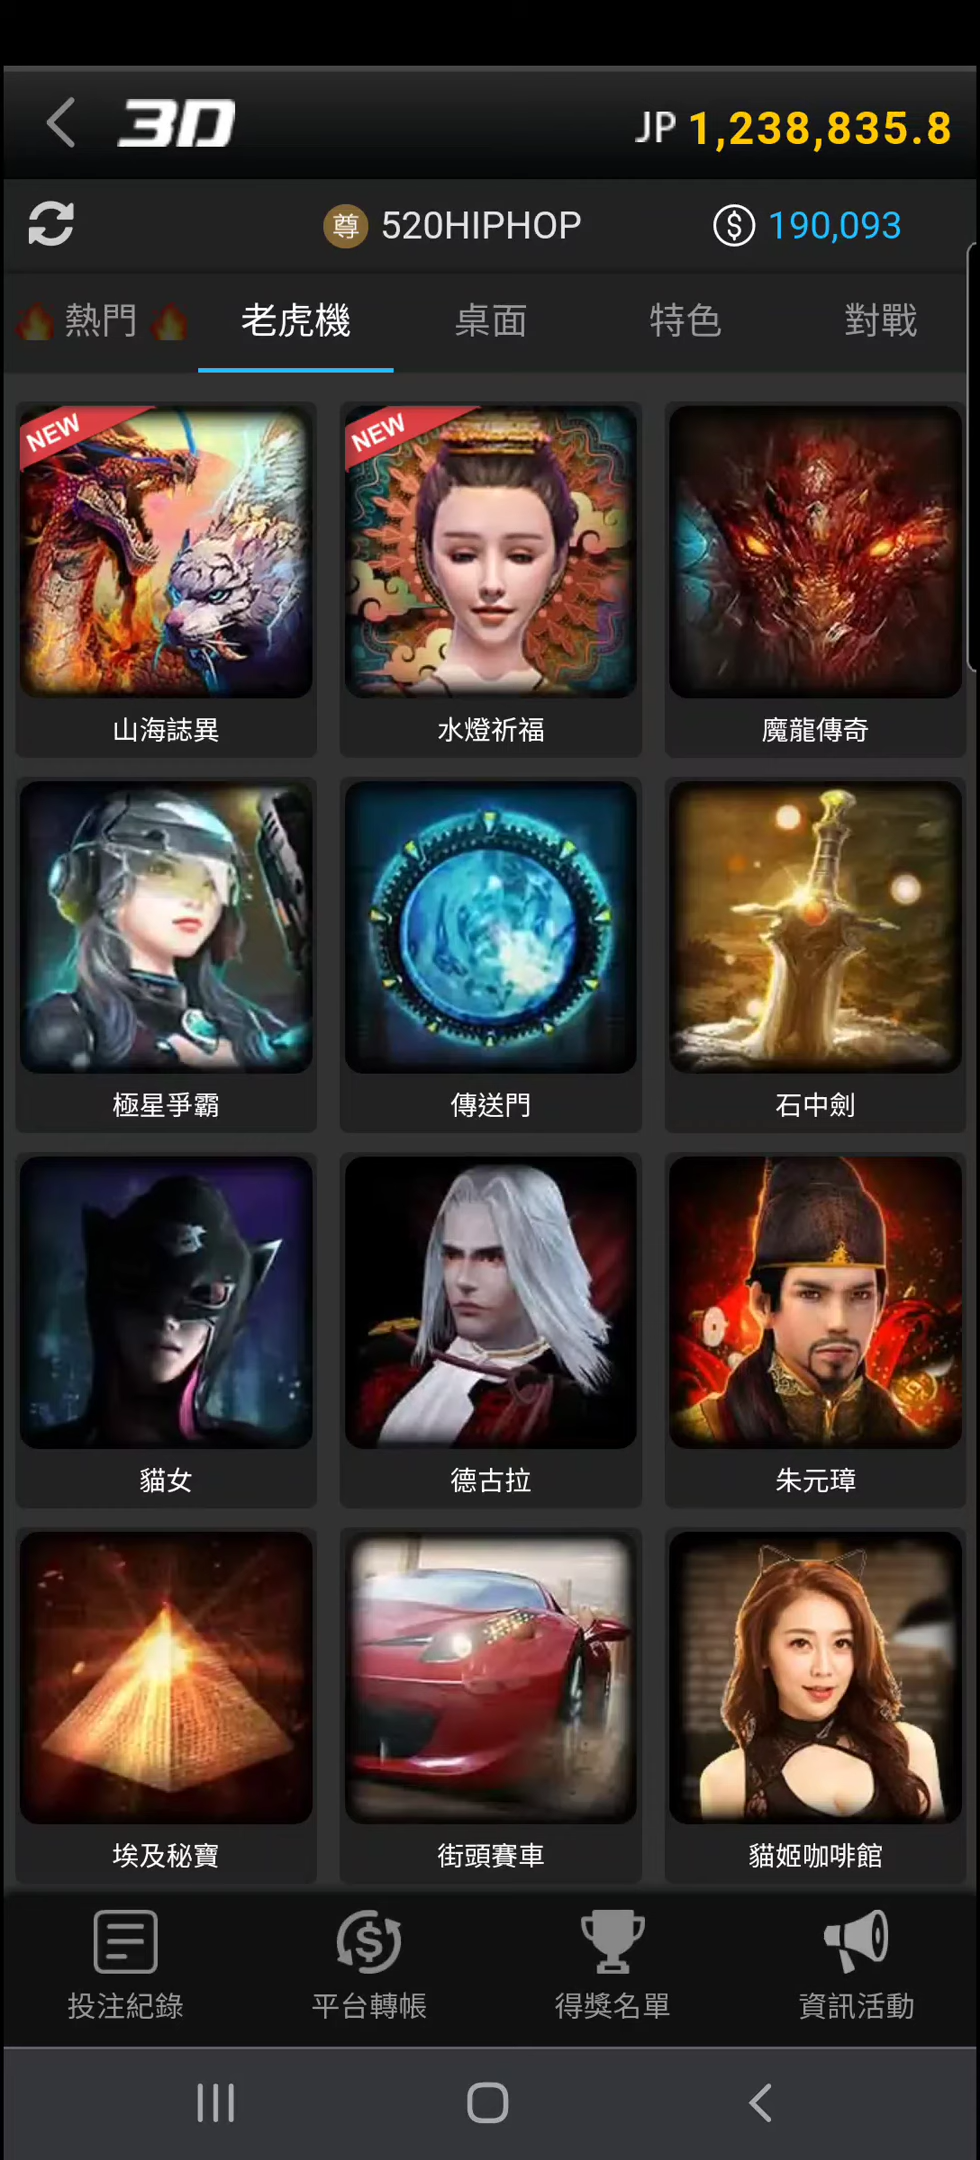 3D
JP 1,238,835.8
尊 520HIPHOP
$ 190,093
熱門
老虎機
桌面
特色
對戰
NEW
NEW
山海誌異
水燈祈福
魔龍傳奇
極星爭霸
傳送門
石中劍
貓女
德古拉
朱元璋
埃及秘寶
街頭賽車
貓姬咖啡館
投注紀錄
平台轉帳
得獎名單
資訊活動